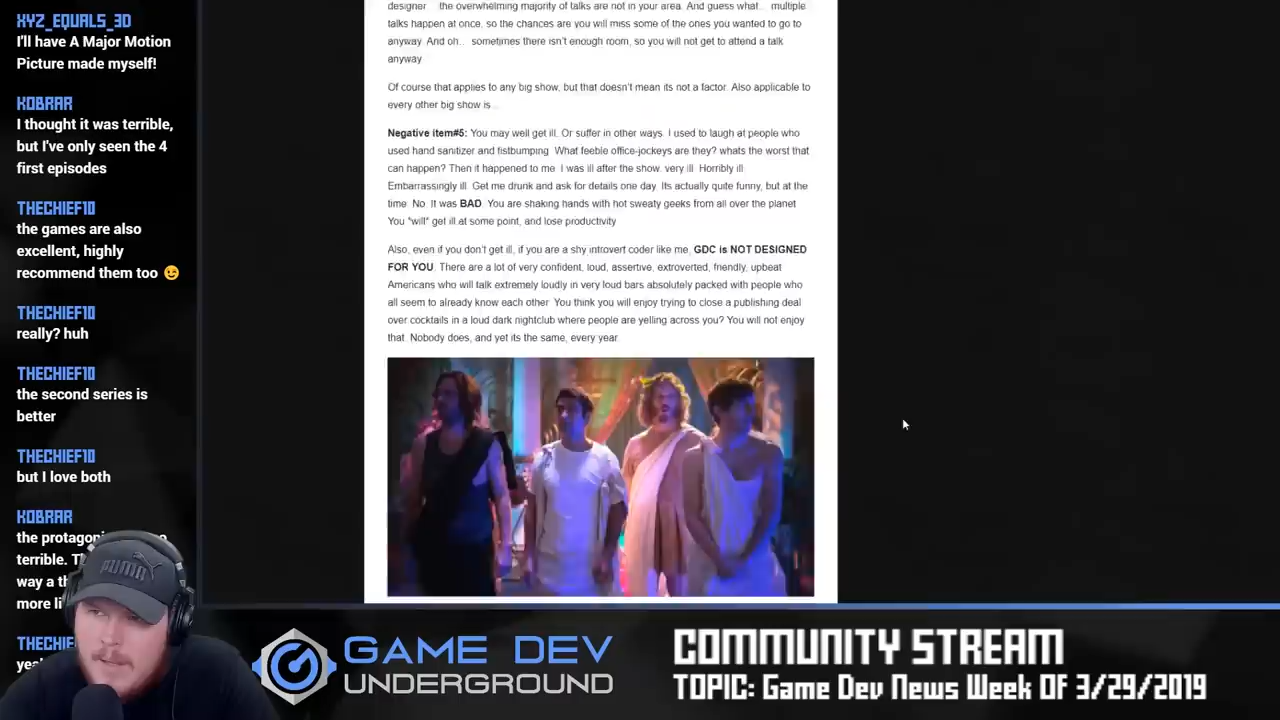 XYZ_EQUALS_3D
I'll have A Major Motion
Picture made myself!
KOBRAR
I thought it was terrible,
but I've only seen the 4
first episodes
THECHIEF10
the games are also
excellent, highly
recommend them too 😉
THECHIEF10
really? huh
THECHIEF10
the second series is
better
THECHIEF10
but I love both
KOBRAR
the
terrible.
way a
more
designer the overwhelming majority of talks are not in your area. And guess what... multiple
talks happen at once, so the chances are you will miss some of the ones you wanted to go to
anyway. And oh... sometimes there isn't enough room, so you will not get to attend a talk
anyway
Of course that applies to any big show, but that doesn't mean its not a factor. Also applicable to
every other big show is...
Negative item#5: You may well get ill. Or suffer in other ways. I used to laugh at people who
used hand sanitizer and fistbumping. What feeble office-jockeys are they? whats the worst that
can happen? Then it happened to me. I was ill after the show. very ill. Horribly ill.
Embarrassingly ill. Get me drunk and ask for details one day. Its actually quite funny, but at the
time. No. It was BAD. You are shaking hands with hot sweaty geeks from all over the planet.
You *will* get ill at some point, and lose productivity
Also, even if you don't get ill, if you are a shy introvert coder like me, GDC is NOT DESIGNED
FOR YOU. There are a lot of very confident, loud, assertive, extroverted, friendly, upbeat
Americans who will talk extremely loudly in very loud bars absolutely packed with people who
all seem to already know each other. You think you will enjoy trying to close a publishing deal
over cocktails in a loud dark nightclub where people are yelling across you? You will not enjoy
that. Nobody does, and yet its the same, every year.
PUMA
GAME DEV
UNDERGROUND
COMMUNITY STREAM
TOPIC: Game Dev News Week OF 3/29/2019